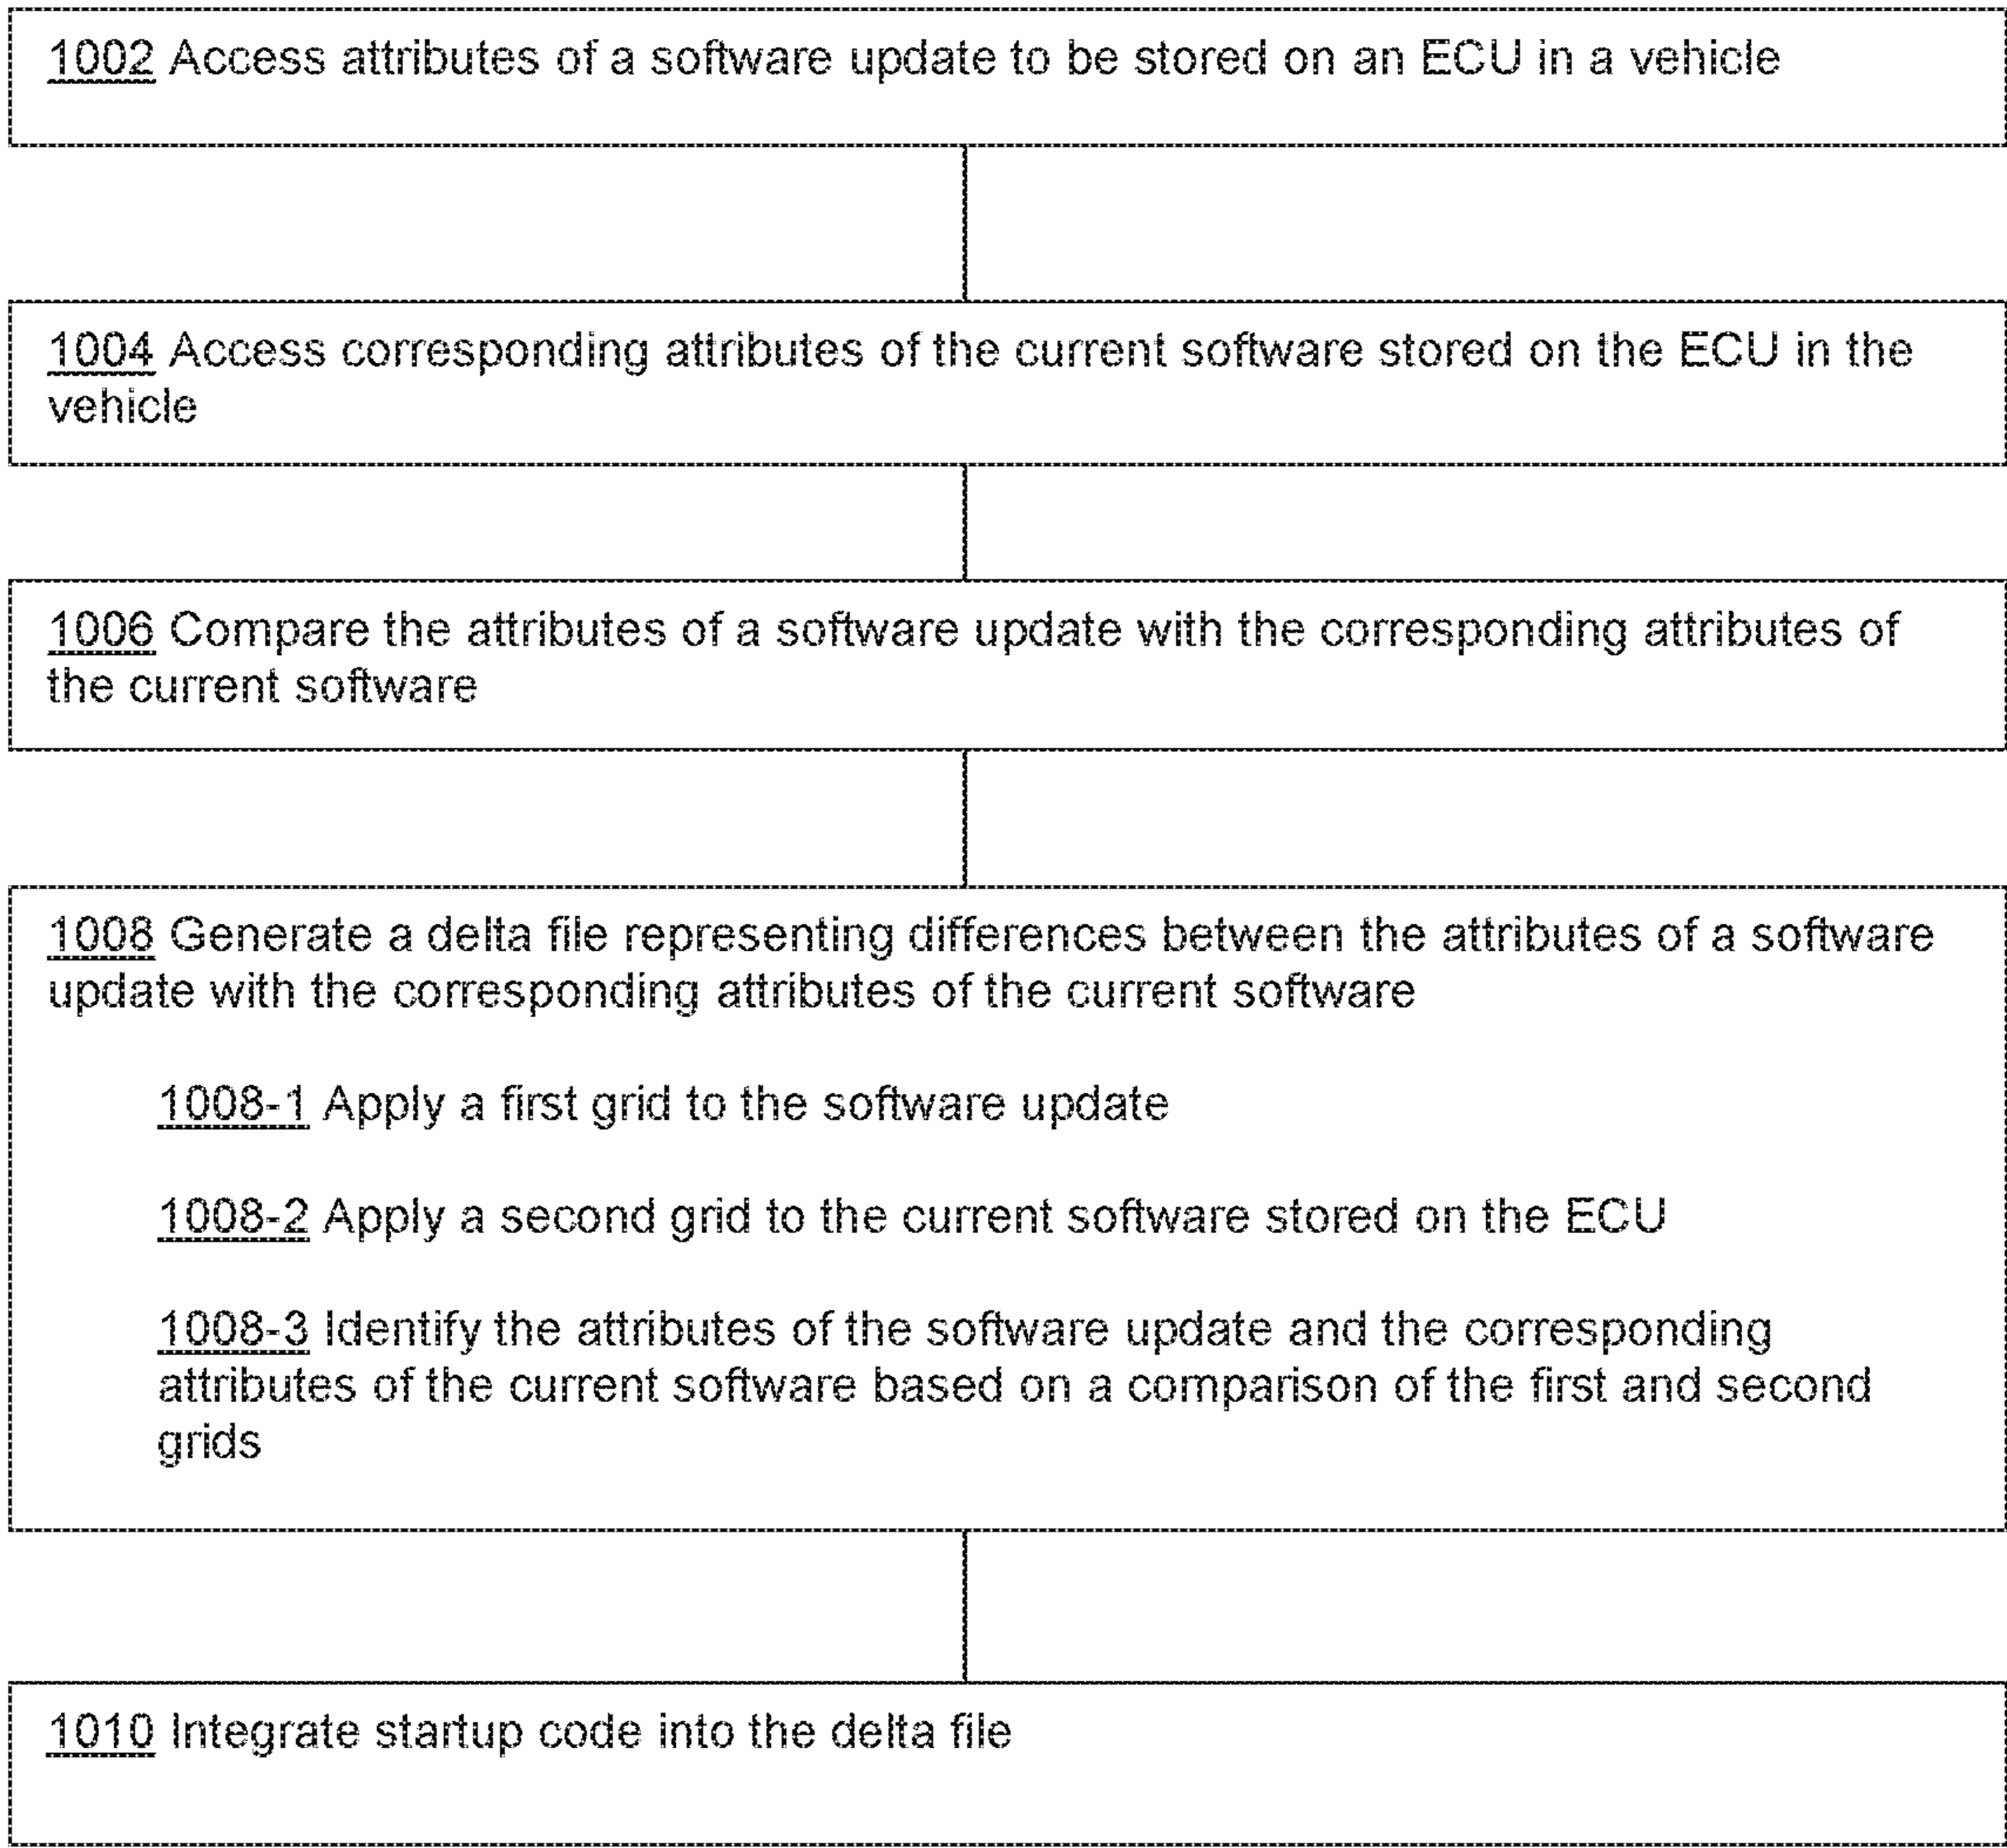 1002 Access attributes of a software update to be stored on an ECU in a vehicle
1004 Access corresponding attributes of the current software stored on the ECU in the
vehicle
1006 Compare the attributes of a software update with the corresponding attributes of
the current software
1008 Generate a delta file representing differences between the attributes of a software
update with the corresponding attributes of the current software
1008-1 Apply a first grid to the software update
1008-2 Apply a second grid to the current software stored on the ECU
1008-3 Identify the attributes of the software update and the corresponding
attributes of the current software based on a comparison of the first and second
grids
1010 Integrate startup code into the delta file